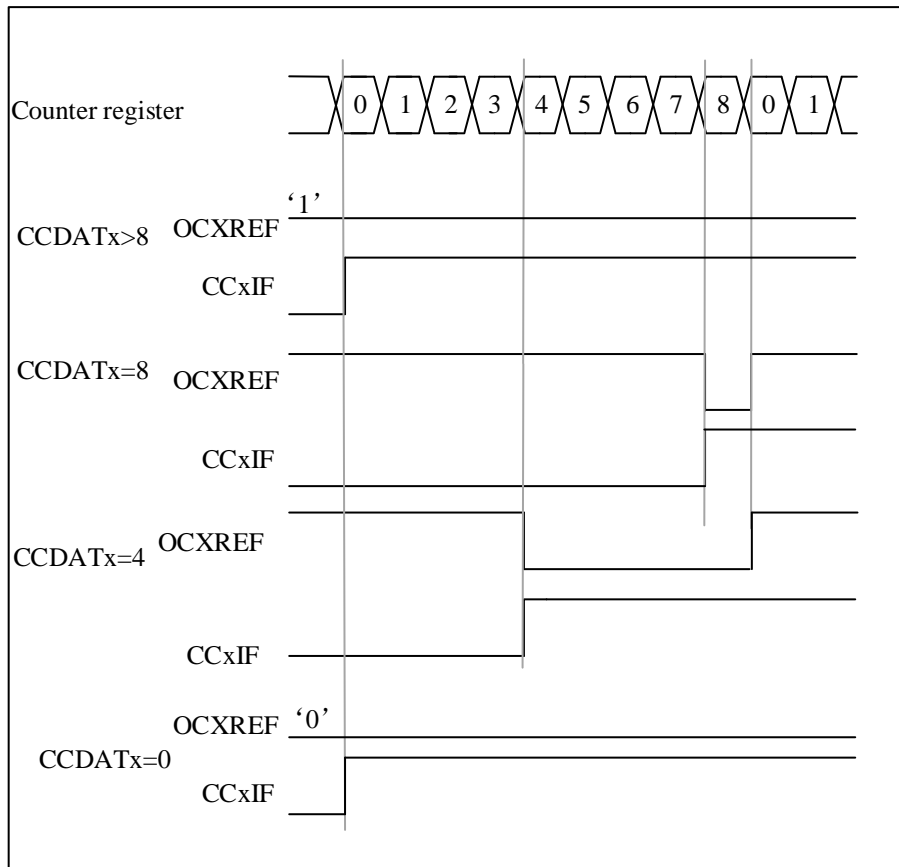 Counter register 0 1 2 3 4 5 6 7 8 0 1
‘1’
CCDATx>8 OCXREF
CCxIF
CCDATx=8 OCXREF
CCxIF
CCDATx=4 OCXREF
CCxIF
OCXREF ‘0’
CCDATx=0
CCxIF